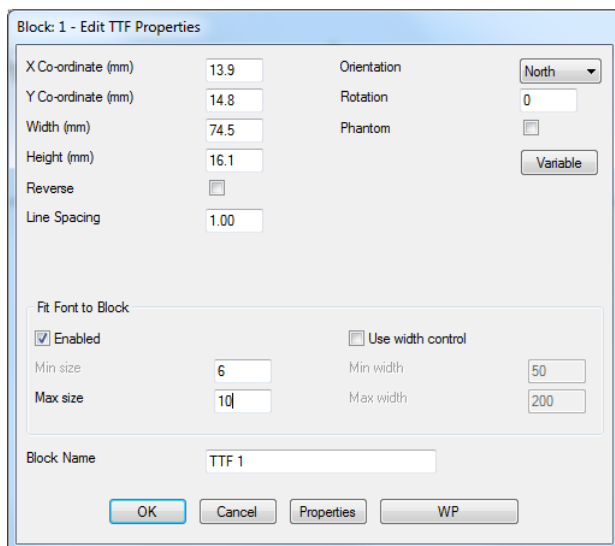 Block: 1 - Edit TTF Properties
X Co-ordinate (mm) 13.9 Orientation North
Y Co-ordinate (mm) 14.8 Rotation 0
Width (mm) 74.5 Phantom
Height (mm) 16.1 Variable
Reverse
Line Spacing 1.00
Fit Font to Block
Enabled Use width control
Min size 6 Min width 50
Max size 10 Max width 200
Block Name TTF 1
OK Cancel Properties WP